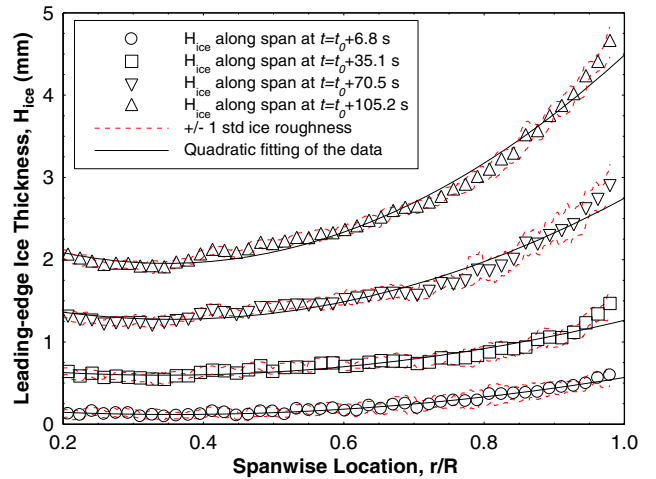 5
4
3
2
1
0
Leading-edge Ice Thickness, H_ice (mm)
H_ice along span at t=t_0+6.8 s
H_ice along span at t=t_0+35.1 s
H_ice along span at t=t_0+70.5 s
H_ice along span at t=t_0+105.2 s
+/- 1 std ice roughness
Quadratic fitting of the data
0.2 0.4 0.6 0.8 1.0
Spanwise Location, r/R